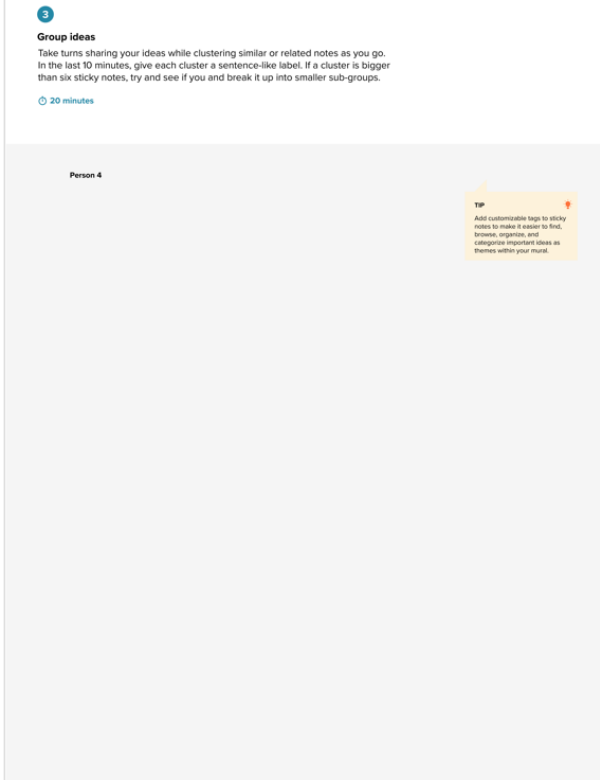 3
Group ideas
Take turns sharing your ideas while clustering similar or related notes as you go.
In the last 10 minutes, give each cluster a sentence-like label. If a cluster is bigger
than six sticky notes, try and see if you and break it up into smaller sub-groups.
20 minutes
Person 4
TIP
Add customizable tags to sticky
notes to make it easier to find,
browse, organize, and
categorize important ideas as
themes within your mural.